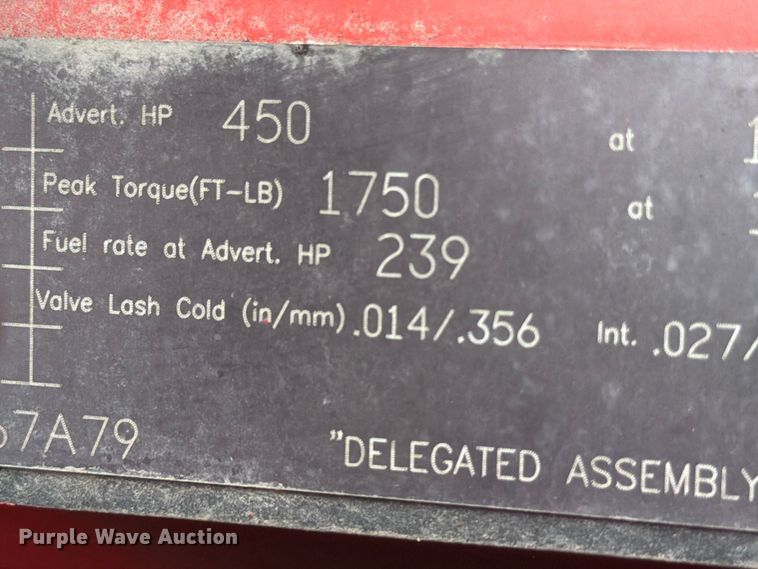 Advert. HP 450 at
Peak Torque(FT-LB) 1750 at
Fuel rate at Advert. HP 239
Valve Lash Cold (in/mm) .014/.356 Int. .027/
67A79 "DELEGATED ASSEMBLY
Purple Wave Auction